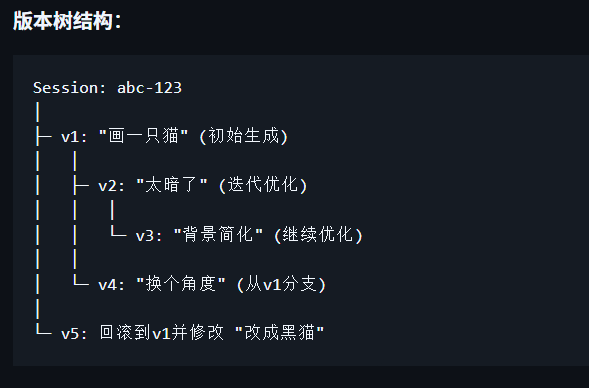 版本树结构：
Session: abc-123
│
├─ v1: "画一只猫" (初始生成)
│   │
│   ├─ v2: "太暗了" (迭代优化)
│   │   │
│   │   └─ v3: "背景简化" (继续优化)
│   │
│   └─ v4: "换个角度" (从v1分支)
│
└─ v5: 回滚到v1并修改 "改成黑猫"